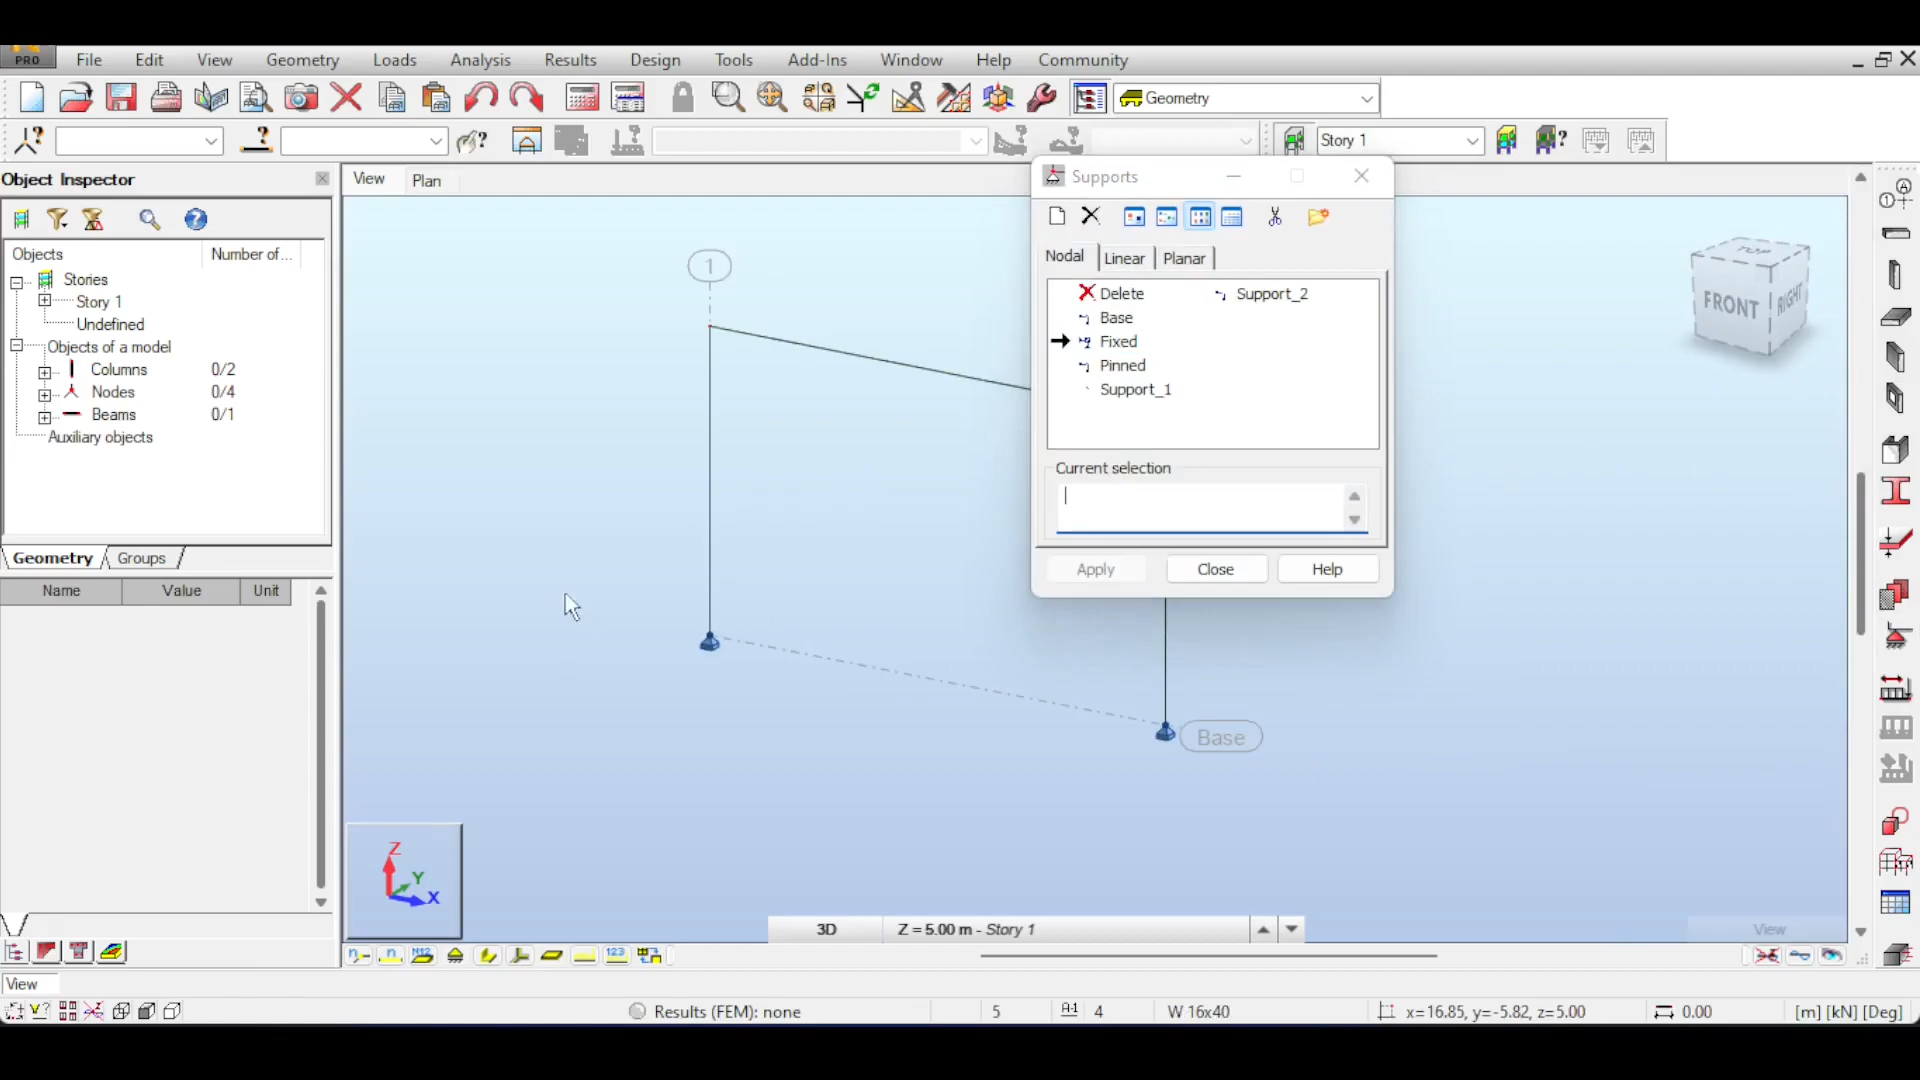 PRO File Edit View Geometry Loads Analysis Results Design Tools Add-Ins Window Help Community
Geometry
Story 1
Object Inspector
View Plan
Supports
Objects Number of...
Stories
Story 1
Undefined
Objects of a model
Columns 0/2
Nodes 0/4
Beams 0/1
Auxiliary objects
Geometry Groups
Name Value Unit
1
Nodal Linear Planar
Delete Support_2
Base
Fixed
Pinned
Support_1
Current selection
Apply Close Help
TOP
FRONT RIGHT
Base
Z
Y
X
3D Z = 5.00 m - Story 1
View
View
Results (FEM): none 5 4 W 16x40 x=16.85, y=-5.82, z=5.00 0.00 [m] [kN] [Deg]